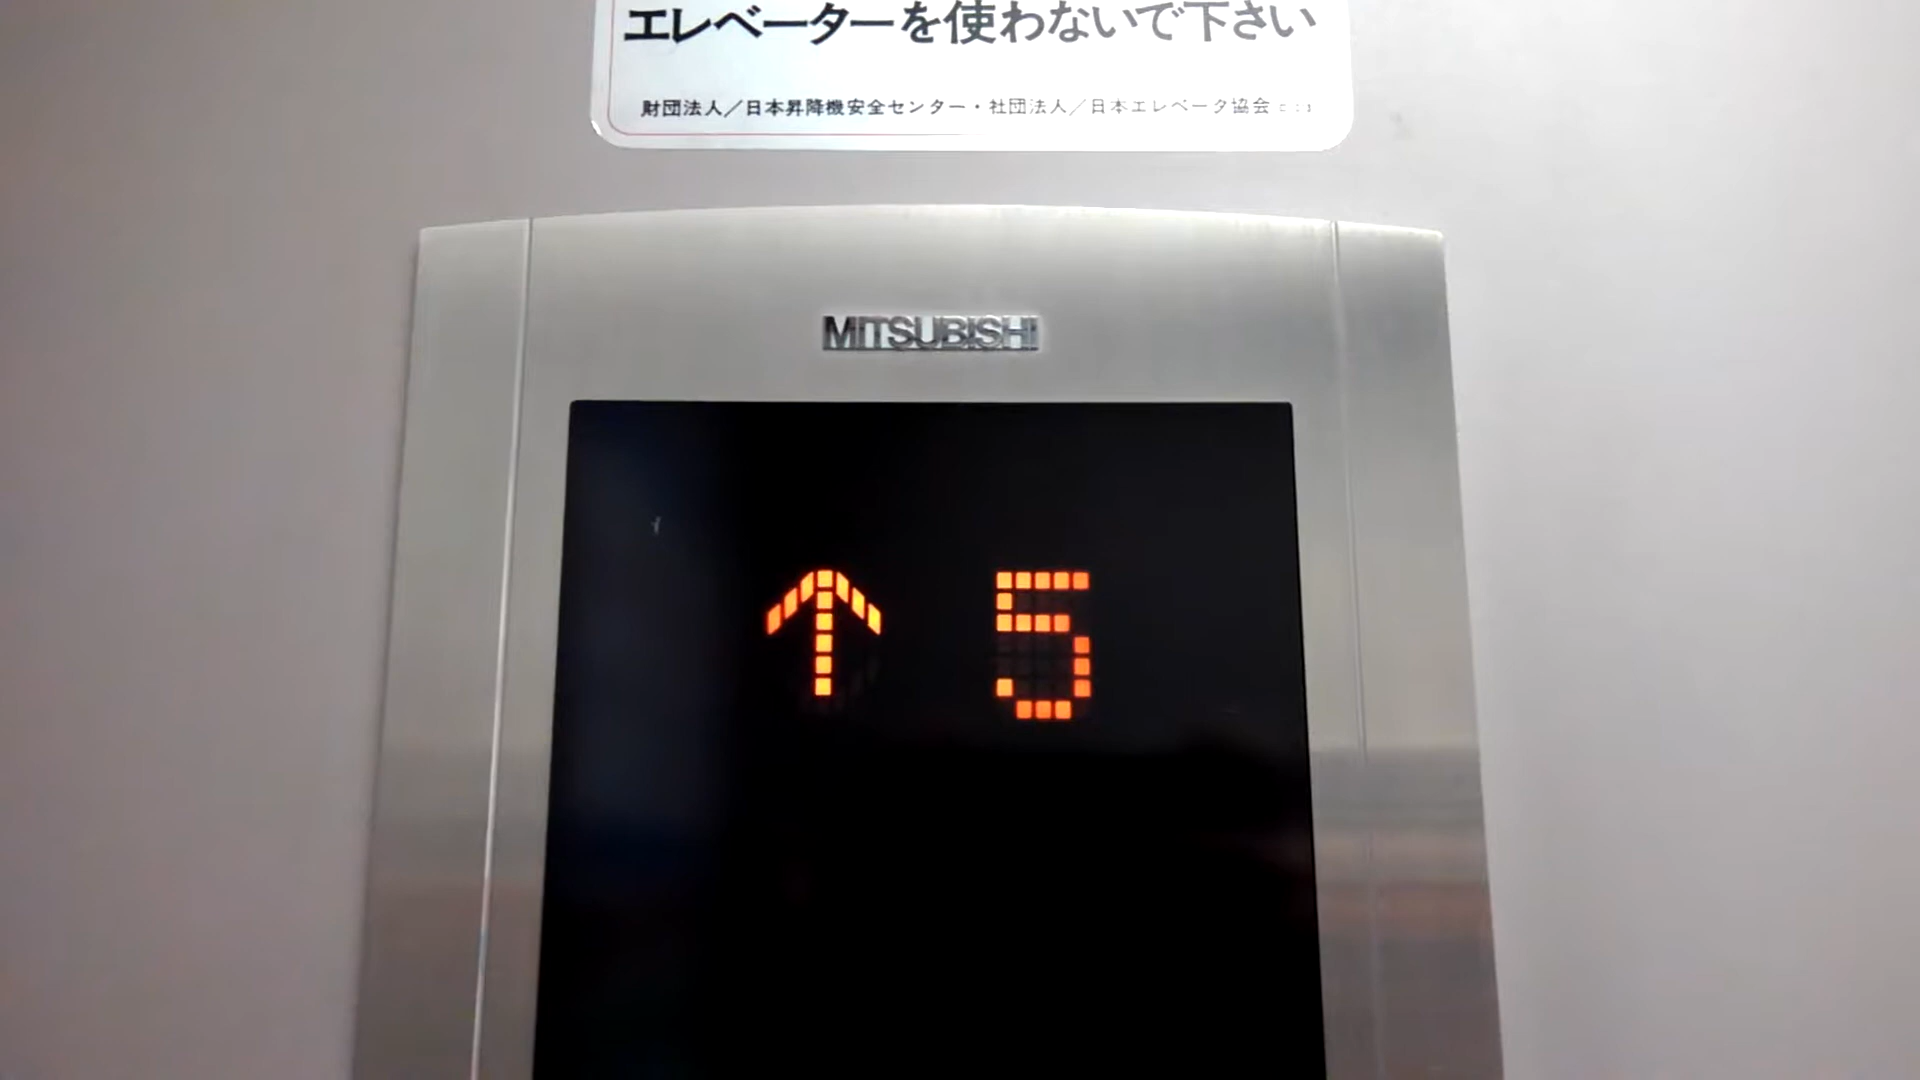 エレベーターを使わないで下さい
財団法人／日本昇降機安全センター・社団法人／日本エレベータ協会
MITSUBISHI
↑ 5